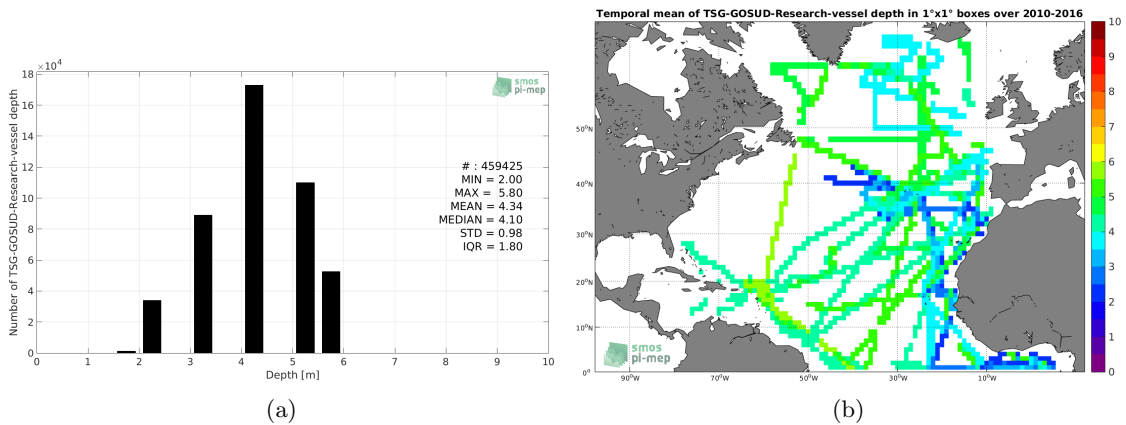 ×10⁴
18
16
14
12
10
8
6
4
2
0
Number of TSG-GOSUD-Research-vessel depth
smos
pi-mep
# : 459425
MIN = 2.00
MAX = 5.80
MEAN = 4.34
MEDIAN = 4.10
STD = 0.98
IQR = 1.80
0 1 2 3 4 5 6 7 8 9 10
Depth [m]
(a)
Temporal mean of TSG-GOSUD-Research-vessel depth in 1°x1° boxes over 2010-2016
50°N
40°N
30°N
20°N
10°N
0°
90°W 70°W 50°W 30°W 10°W
smos
pi-mep
10
9
8
7
6
5
4
3
2
1
0
(b)